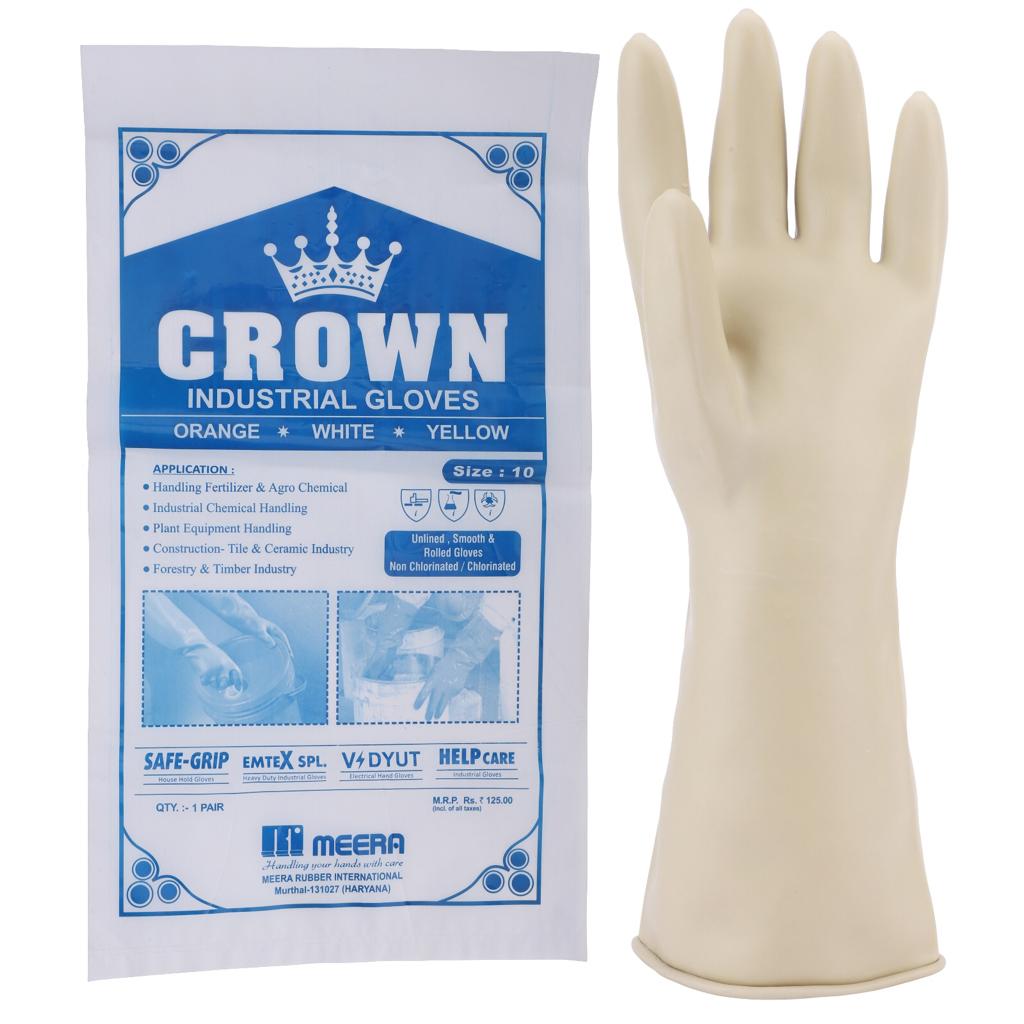 CROWN
INDUSTRIAL GLOVES
ORANGE * WHITE * YELLOW
APPLICATION :
• Handling Fertilizer & Agro Chemical
• Industrial Chemical Handling
• Plant Equipment Handling
• Construction- Tile & Ceramic Industry
• Forestry & Timber Industry
Size : 10
i i i
Unlined , Smooth &
Rolled Gloves
Non Chlorinated / Chlorinated
SAFE-GRIP
House Hold Gloves
EMTEX SPL.
Heavy Duty Industrial Gloves
VIDYUT
Electrical Hand Gloves
HELP CARE
Industrial Gloves
QTY. :- 1 PAIR
M.R.P. Rs. ₹ 125.00
(Incl. of all taxes)
MEERA
Handling your hands with care
MEERA RUBBER INTERNATIONAL
Murthal-131027 (HARYANA)